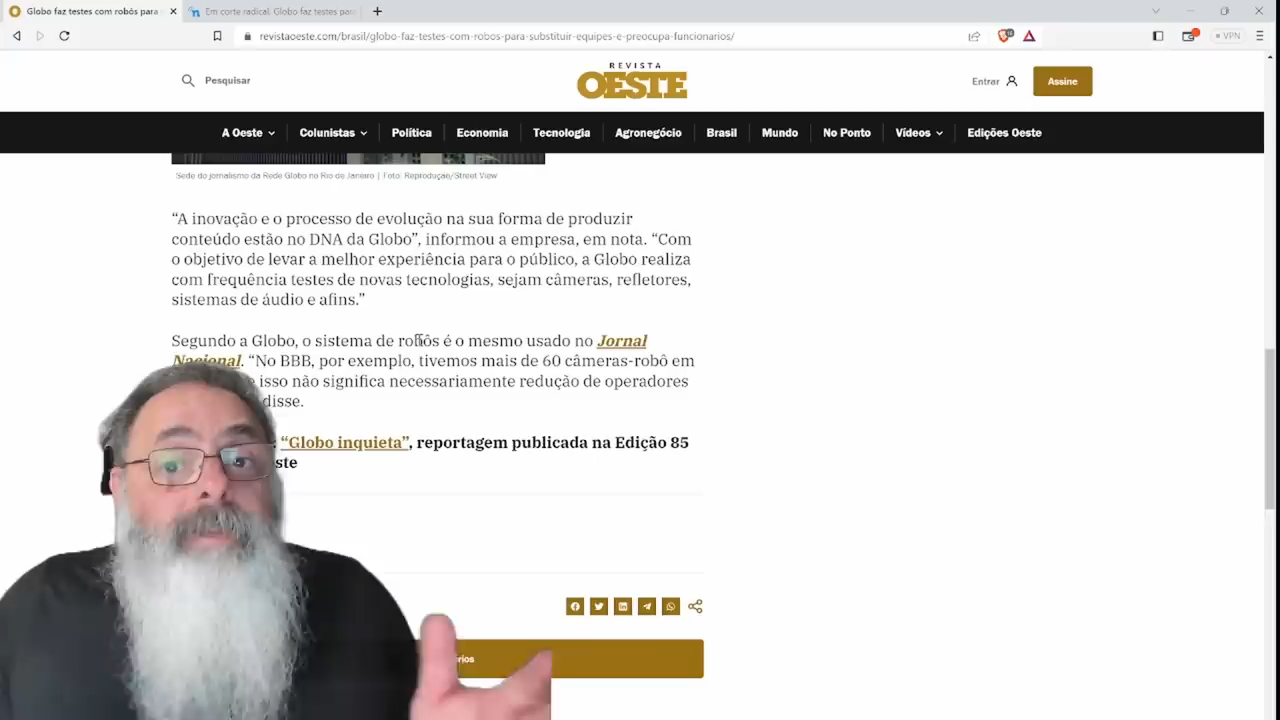 Globo faz testes com robôs para
Em corte radical, Globo faz testes para
revistaoeste.com/brasil/globo-faz-testes-com-robos-para-substituir-equipes-e-preocupa-funcionarios/
VPN
Pesquisar
REVISTA
OESTE
Entrar
Assine
A Oeste
Colunistas
Política
Economia
Tecnologia
Agronegócio
Brasil
Mundo
No Ponto
Vídeos
Edições Oeste
Sede do jornalismo da Rede Globo no Rio de Janeiro | Foto: Reprodução/Street View
“A inovação e o processo de evolução na sua forma de produzir
conteúdo estão no DNA da Globo”, informou a empresa, em nota. “Com
o objetivo de levar a melhor experiência para o público, a Globo realiza
com frequência testes de novas tecnologias, sejam câmeras, refletores,
sistemas de áudio e afins.”
Segundo a Globo, o sistema de robôs é o mesmo usado no Jornal
Nacional. “No BBB, por exemplo, tivemos mais de 60 câmeras-robô em
e isso não significa necessariamente redução de operadores
disse.
“Globo inquieta”, reportagem publicada na Edição 85